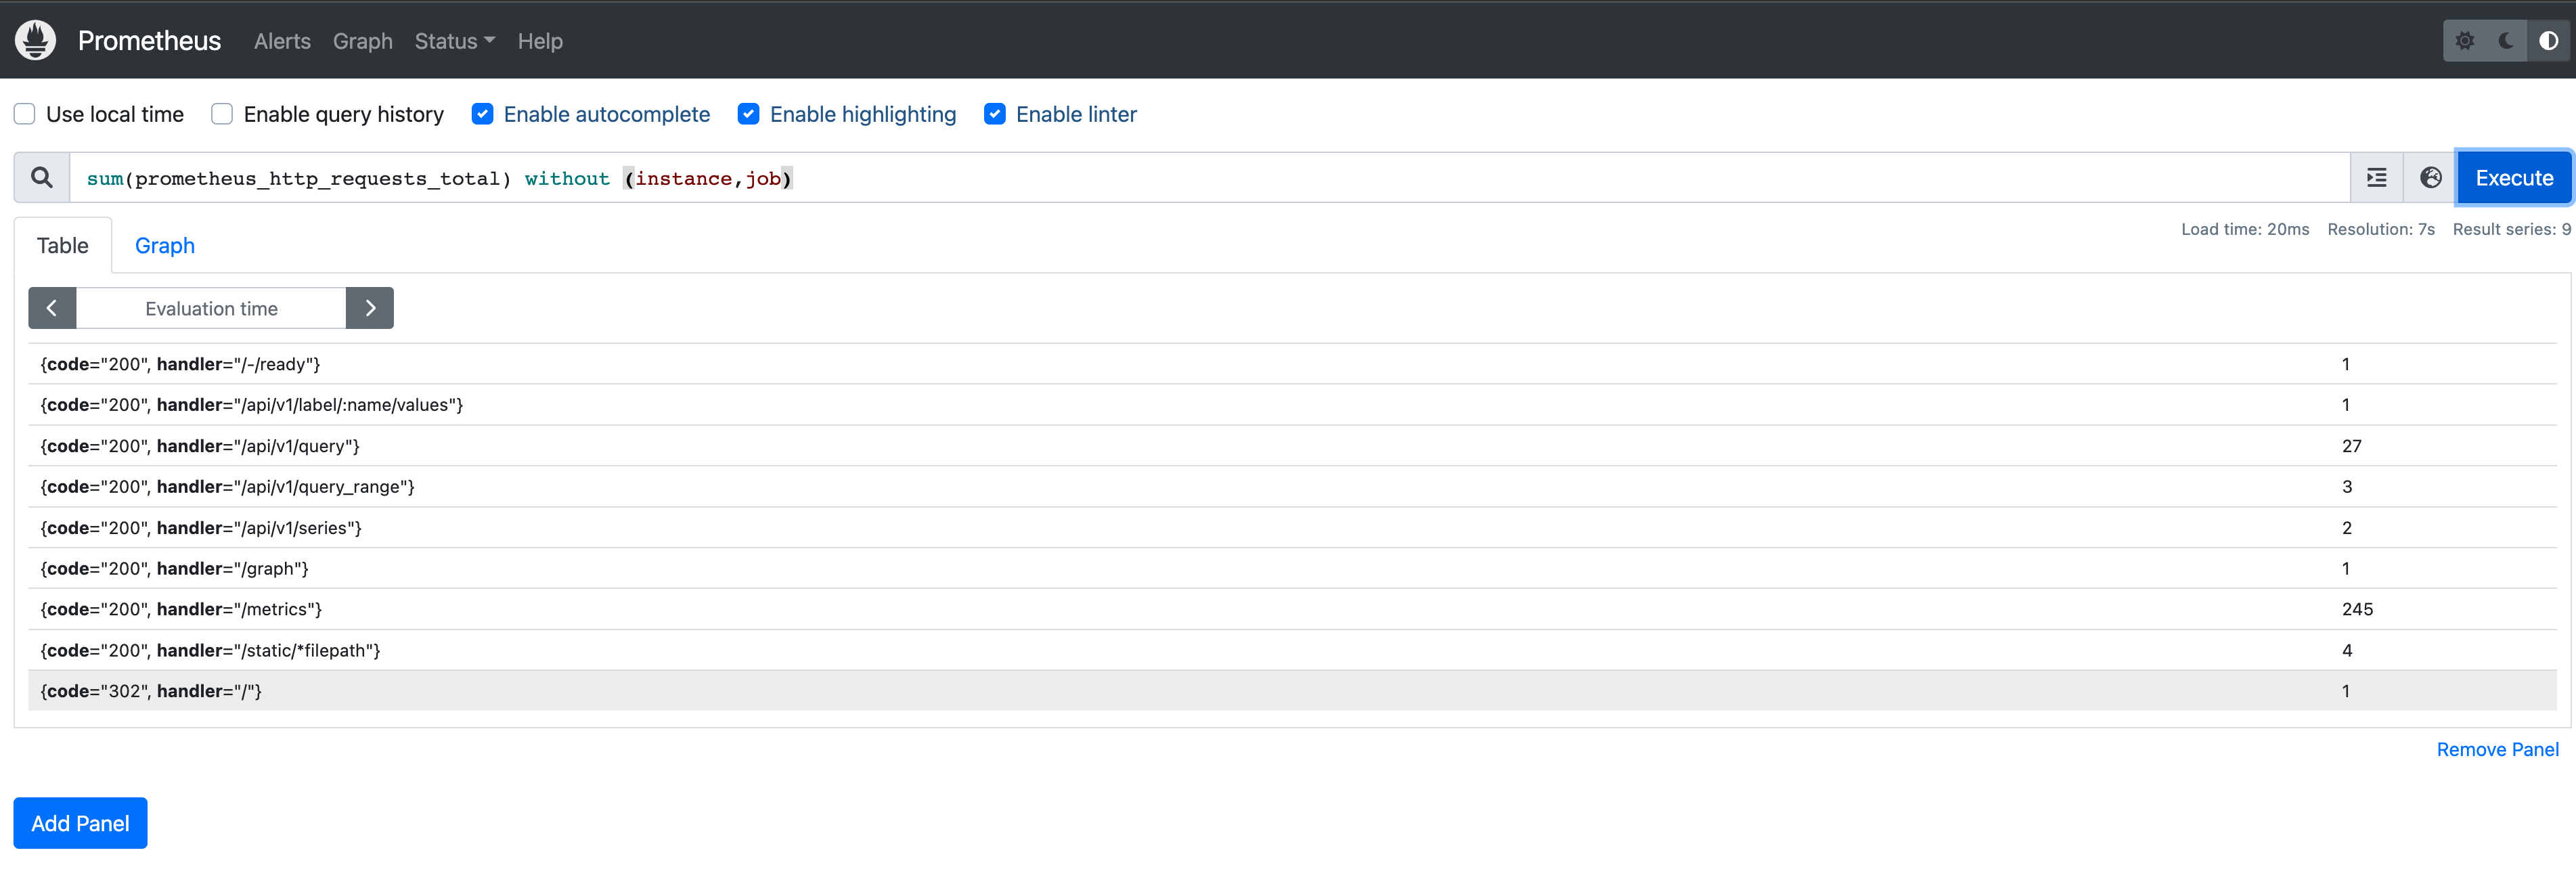 Prometheus Alerts Graph Status Help
Use local time Enable query history Enable autocomplete Enable highlighting Enable linter
sum(prometheus_http_requests_total) without (instance,job) Execute
Table Graph Load time: 20ms Resolution: 7s Result series: 9
Evaluation time
{code="200", handler="/-/ready"} 1
{code="200", handler="/api/v1/label/:name/values"} 1
{code="200", handler="/api/v1/query"} 27
{code="200", handler="/api/v1/query_range"} 3
{code="200", handler="/api/v1/series"} 2
{code="200", handler="/graph"} 1
{code="200", handler="/metrics"} 245
{code="200", handler="/static/*filepath"} 4
{code="302", handler="/"} 1
Remove Panel
Add Panel